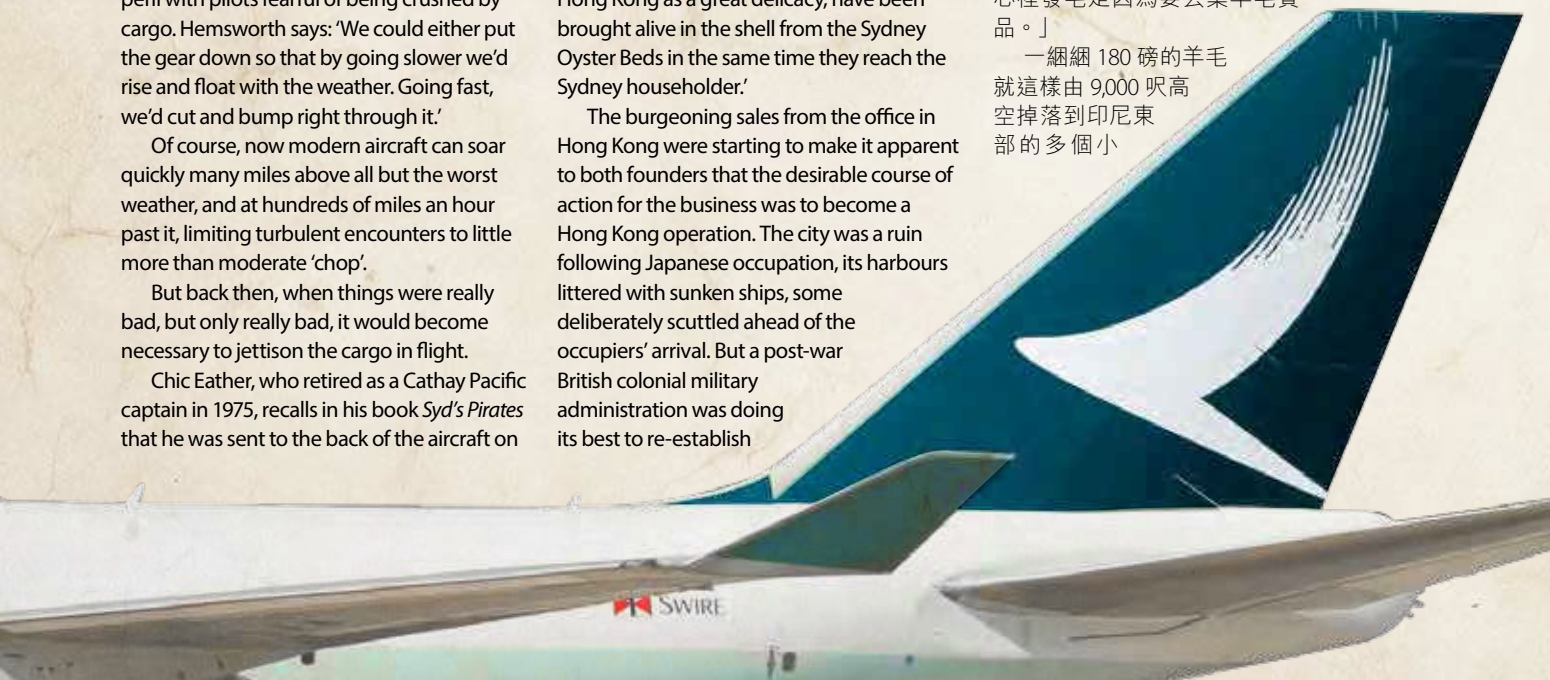 peril with pilots fearful of being crushed by
cargo. Hemsworth says: ‘We could either put
the gear down so that by going slower we’d
rise and float with the weather. Going fast,
we’d cut and bump right through it.’
Of course, now modern aircraft can soar
quickly many miles above all but the worst
weather, and at hundreds of miles an hour
past it, limiting turbulent encounters to little
more than moderate ‘chop’.
But back then, when things were really
bad, but only really bad, it would become
necessary to jettison the cargo in flight.
Chic Eather, who retired as a Cathay Pacific
captain in 1975, recalls in his book Syd’s Pirates
that he was sent to the back of the aircraft on
Hong Kong as a great delicacy, have been
brought alive in the shell from the Sydney
Oyster Beds in the same time they reach the
Sydney householder.’
The burgeoning sales from the office in
Hong Kong were starting to make it apparent
to both founders that the desirable course of
action for the business was to become a
Hong Kong operation. The city was a ruin
following Japanese occupation, its harbours
littered with sunken ships, some
deliberately scuttled ahead of the
occupiers’ arrival. But a post-war
British colonial military
administration was doing
its best to re-establish
品。」
一綑綑 180 磅的羊毛
就這樣由 9,000 呎高
空掉落到印尼東
部的多個小
SWIRE